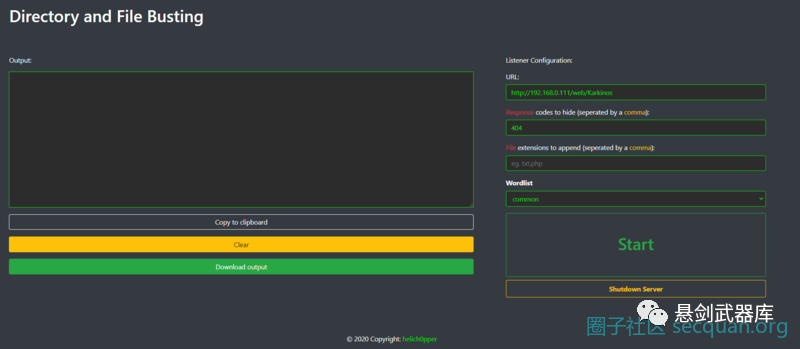 Directory and File Busting
Output:
Copy to clipboard
Clear
Download output
Listener Configuration:
URL:
http://192.168.0.111/web/Karkinos
Response codes to hide (seperated by a comma):
404
File extensions to append (seperated by a comma):
eg. txt,php
Wordlist
common
Start
Shutdown Server
悬剑武器库
圈子社区 secquan.org
© 2020 Copyright: helich0pper